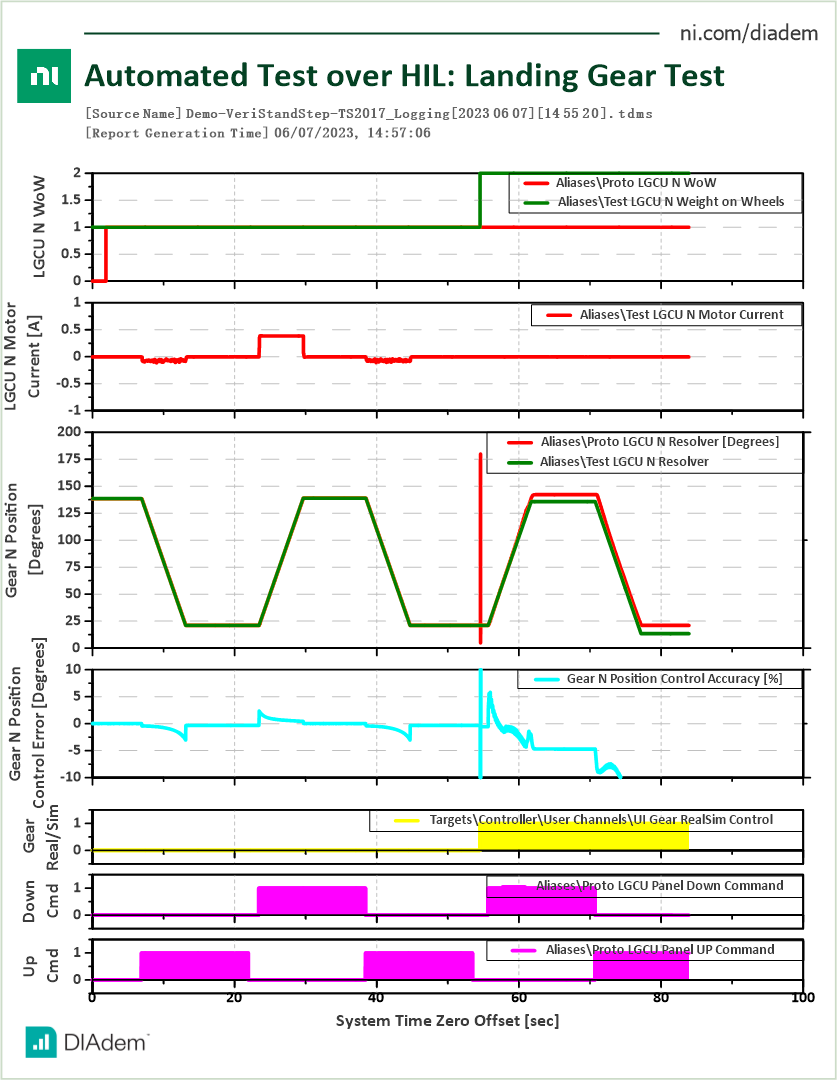 ni.com/diadem
ni
Automated Test over HIL: Landing Gear Test
[Source Name] Demo-VeriStandStep-TS2017_Logging[2023 06 07][14 55 20].tdms
[Report Generation Time] 06/07/2023, 14:57:06
LGCU N WoW
2
1.5
1
0.5
0
Aliases\Proto LGCU N WoW
Aliases\Test LGCU N Weight on Wheels
LGCU N Motor
Current [A]
1
0.5
0
-0.5
-1
Aliases\Test LGCU N Motor Current
Gear N Position
[Degrees]
200
175
150
125
100
75
50
25
0
Aliases\Proto LGCU N Resolver [Degrees]
Aliases\Test LGCU N Resolver
Gear N Position
Control Error [Degrees]
10
5
0
-5
-10
Gear N Position Control Accuracy [%]
Gear
Real/Sim
1
0
Targets\Controller\User Channels\UI Gear RealSim Control
Down
Cmd
1
0
Aliases\Proto LGCU Panel Down Command
Up
Cmd
1
0
Aliases\Proto LGCU Panel UP Command
0 20 40 60 80 100
System Time Zero Offset [sec]
DIAdem™